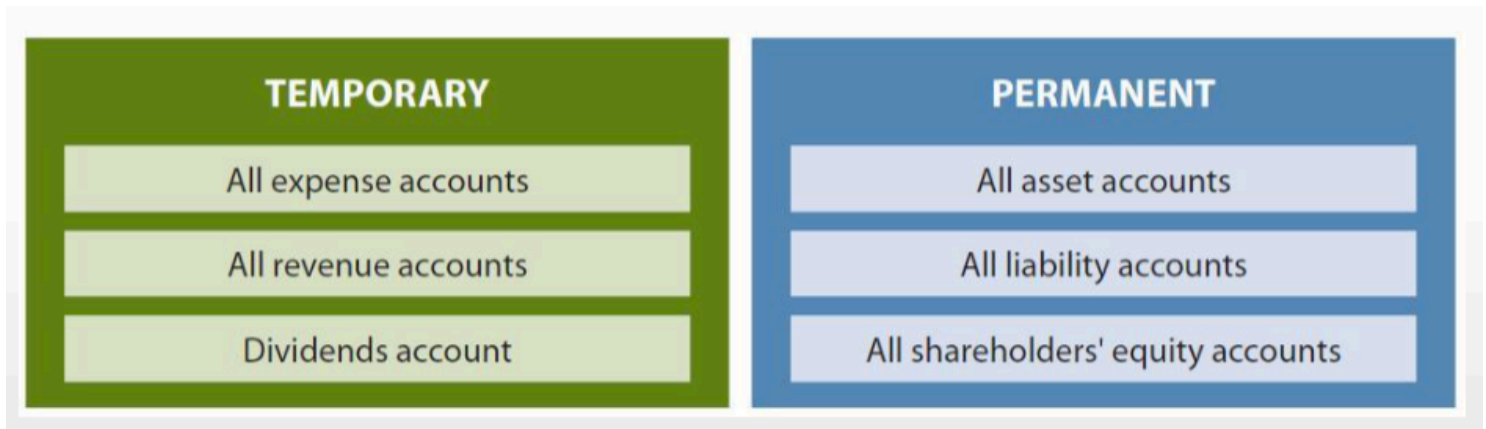 TEMPORARY
All expense accounts
All revenue accounts
Dividends account
PERMANENT
All asset accounts
All liability accounts
All shareholders' equity accounts